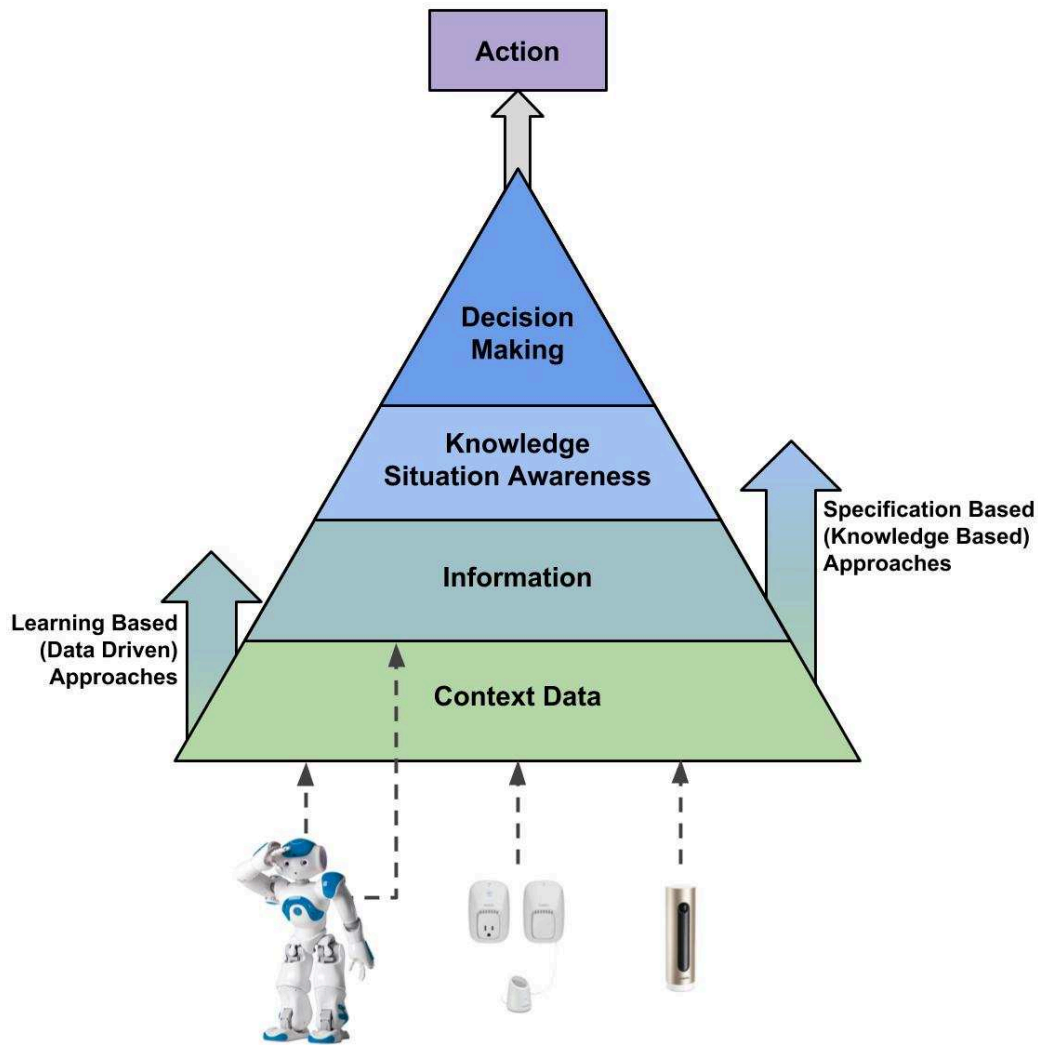 Action
Decision
Making
Knowledge
Situation Awareness
Specification Based
(Knowledge Based)
Approaches
Information
Learning Based
(Data Driven)
Approaches
Context Data